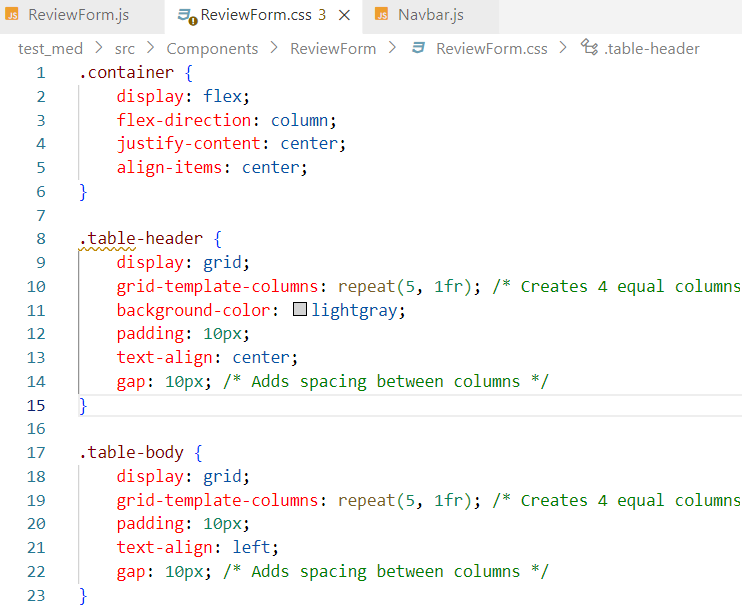 JS ReviewForm.js ReviewForm.css 3 JS Navbar.js
test_med > src > Components > ReviewForm > ReviewForm.css > .table-header
1 .container {
2 display: flex;
3 flex-direction: column;
4 justify-content: center;
5 align-items: center;
6 }
7
8 .table-header {
9 display: grid;
10 grid-template-columns: repeat(5, 1fr); /* Creates 4 equal columns
11 background-color: lightgray;
12 padding: 10px;
13 text-align: center;
14 gap: 10px; /* Adds spacing between columns */
15 }
16
17 .table-body {
18 display: grid;
19 grid-template-columns: repeat(5, 1fr); /* Creates 4 equal columns
20 padding: 10px;
21 text-align: left;
22 gap: 10px; /* Adds spacing between columns */
23 }